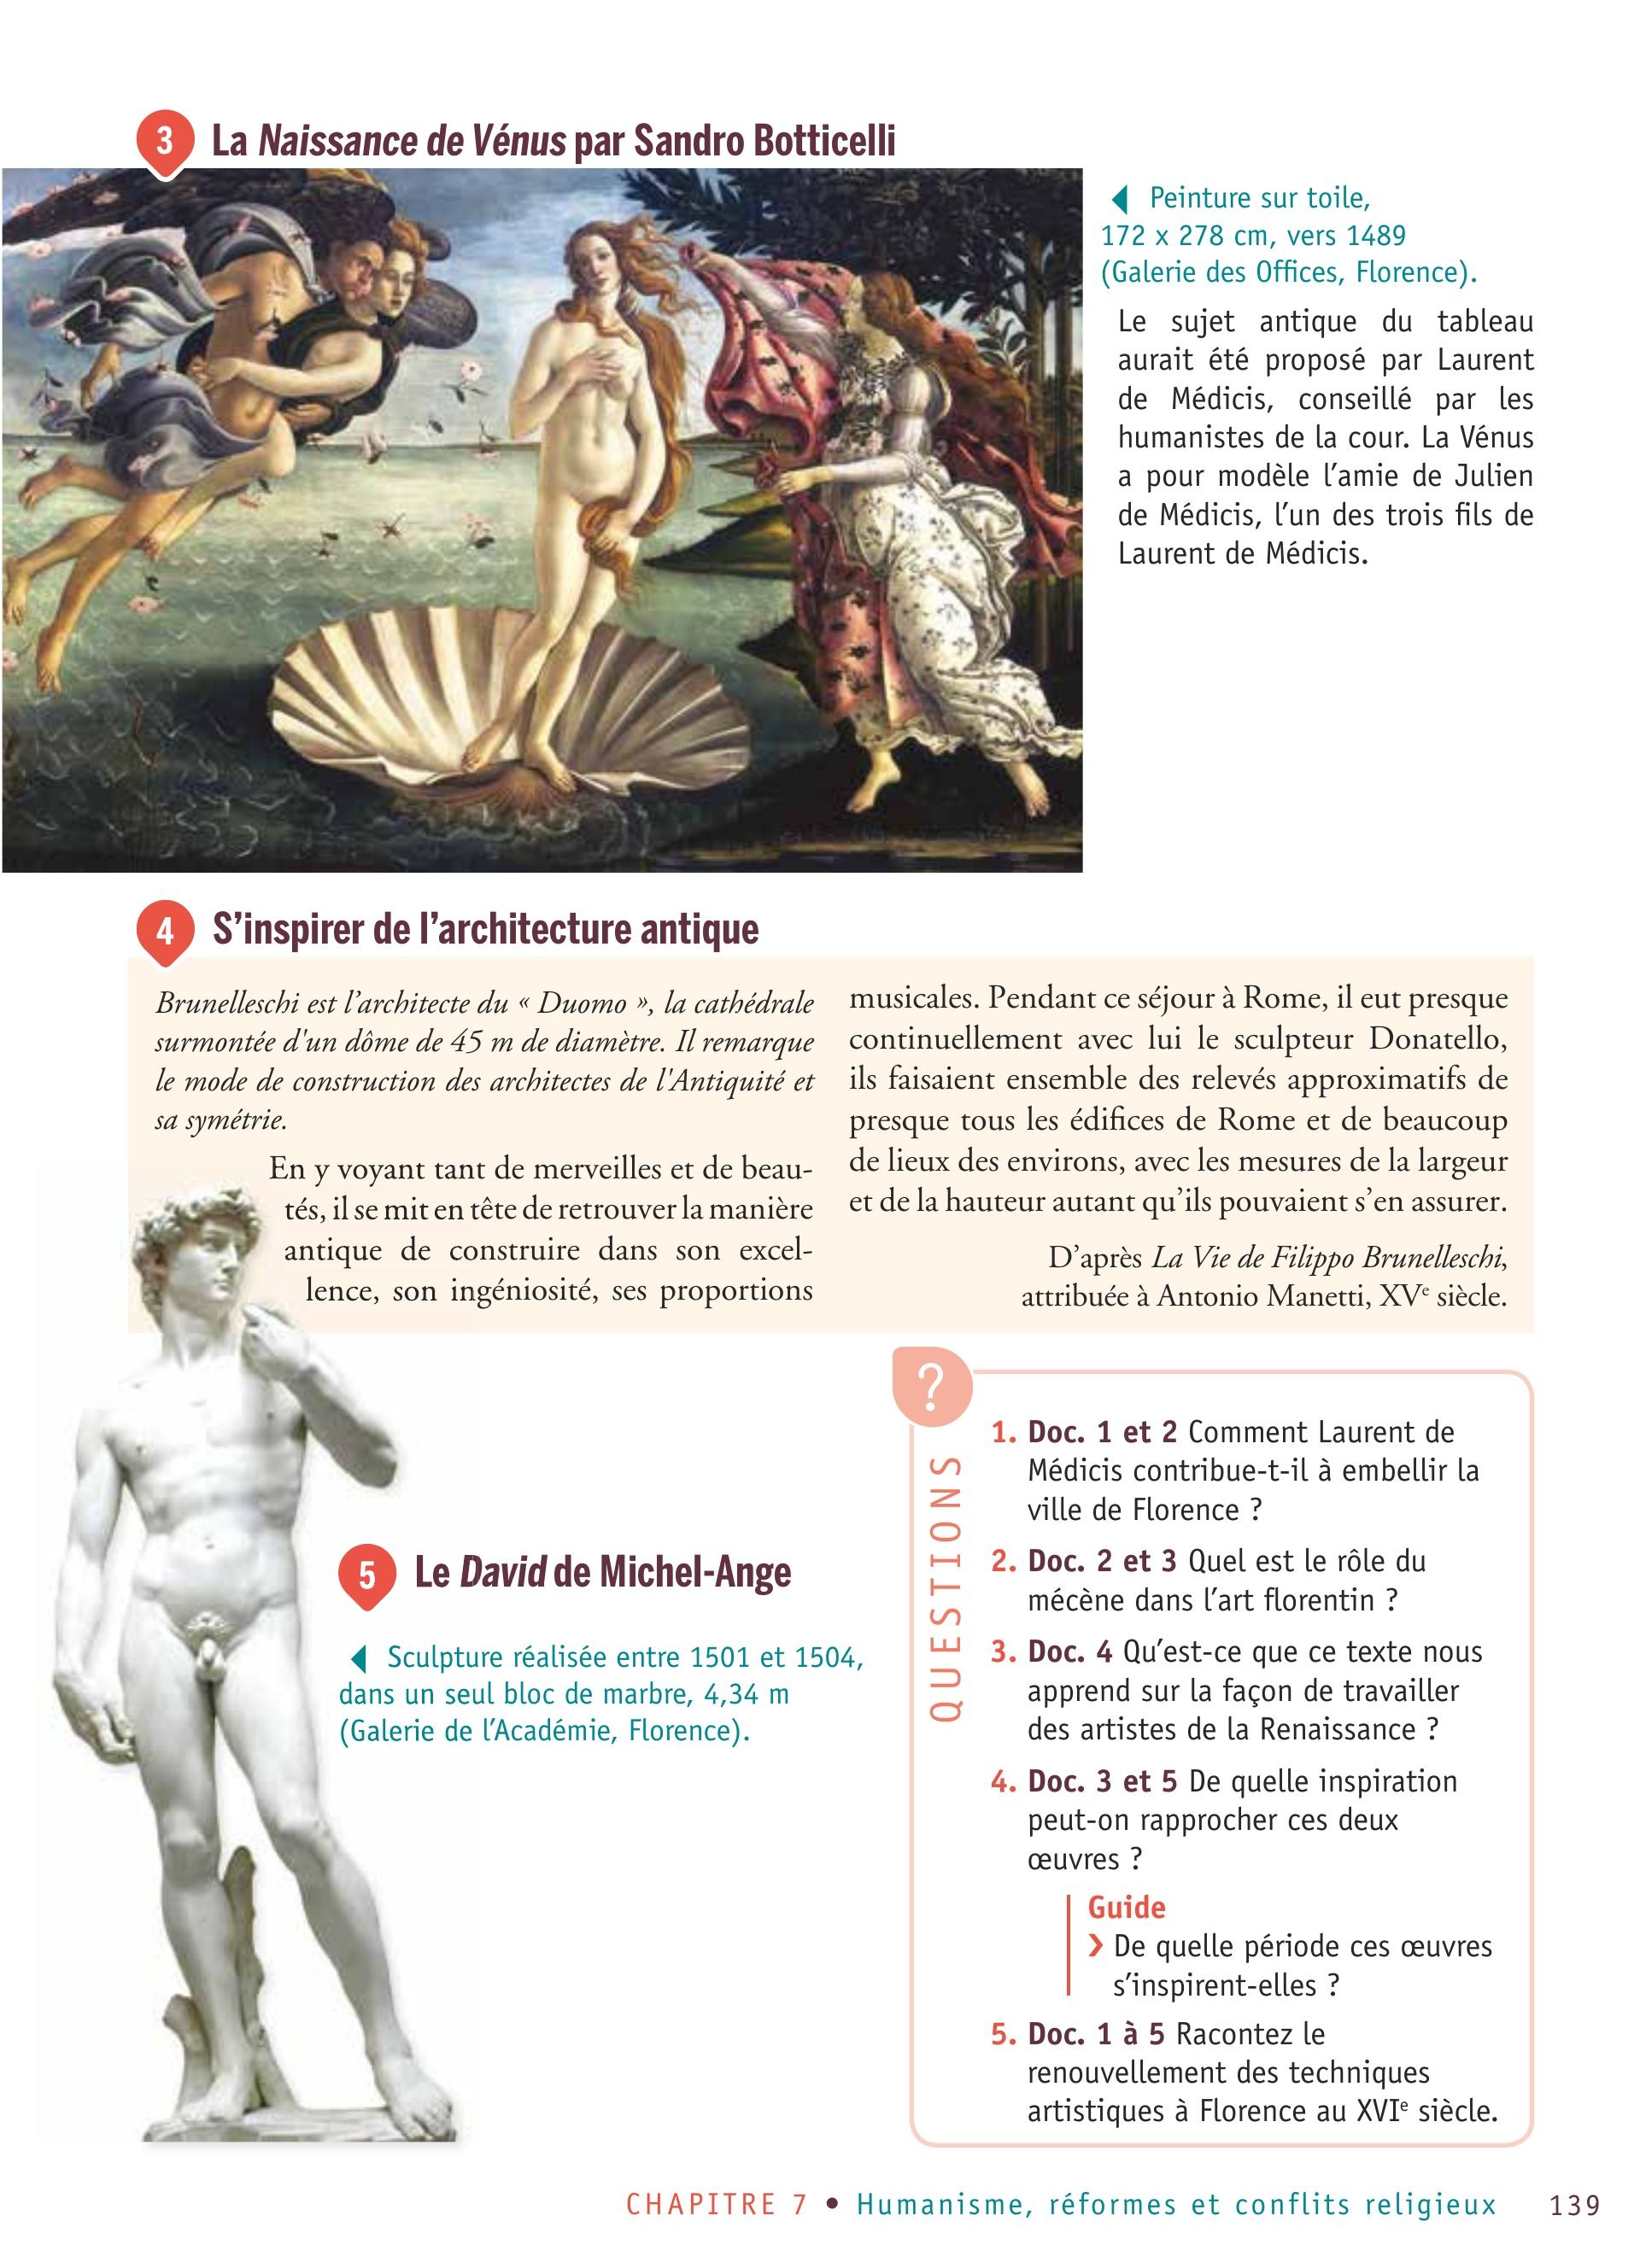 3 La Naissance de Vénus par Sandro Botticelli
◀ Peinture sur toile,
172 x 278 cm, vers 1489
(Galerie des Offices, Florence).
Le sujet antique du tableau
aurait été proposé par Laurent
de Médicis, conseillé par les
humanistes de la cour. La Vénus
a pour modèle l’amie de Julien
de Médicis, l’un des trois fils de
Laurent de Médicis.
4 S’inspirer de l’architecture antique
Brunelleschi est l’architecte du « Duomo », la cathédrale
surmontée d'un dôme de 45 m de diamètre. Il remarque
le mode de construction des architectes de l'Antiquité et
sa symétrie.
En y voyant tant de merveilles et de beau-
tés, il se mit en tête de retrouver la manière
antique de construire dans son excel-
lence, son ingéniosité, ses proportions
musicales. Pendant ce séjour à Rome, il eut presque
continuellement avec lui le sculpteur Donatello,
ils faisaient ensemble des relevés approximatifs de
presque tous les édifices de Rome et de beaucoup
de lieux des environs, avec les mesures de la largeur
et de la hauteur autant qu’ils pouvaient s’en assurer.
D’après La Vie de Filippo Brunelleschi,
attribuée à Antonio Manetti, XVe siècle.
5 Le David de Michel-Ange
◀ Sculpture réalisée entre 1501 et 1504,
dans un seul bloc de marbre, 4,34 m
(Galerie de l’Académie, Florence).
?
QUESTIONS
1. Doc. 1 et 2 Comment Laurent de
Médicis contribue-t-il à embellir la
ville de Florence ?
2. Doc. 2 et 3 Quel est le rôle du
mécène dans l’art florentin ?
3. Doc. 4 Qu’est-ce que ce texte nous
apprend sur la façon de travailler
des artistes de la Renaissance ?
4. Doc. 3 et 5 De quelle inspiration
peut-on rapprocher ces deux
œuvres ?
Guide
❯ De quelle période ces œuvres
s’inspirent-elles ?
5. Doc. 1 à 5 Racontez le
renouvellement des techniques
artistiques à Florence au XVIe siècle.
CHAPITRE 7 • Humanisme, réformes et conflits religieux 139